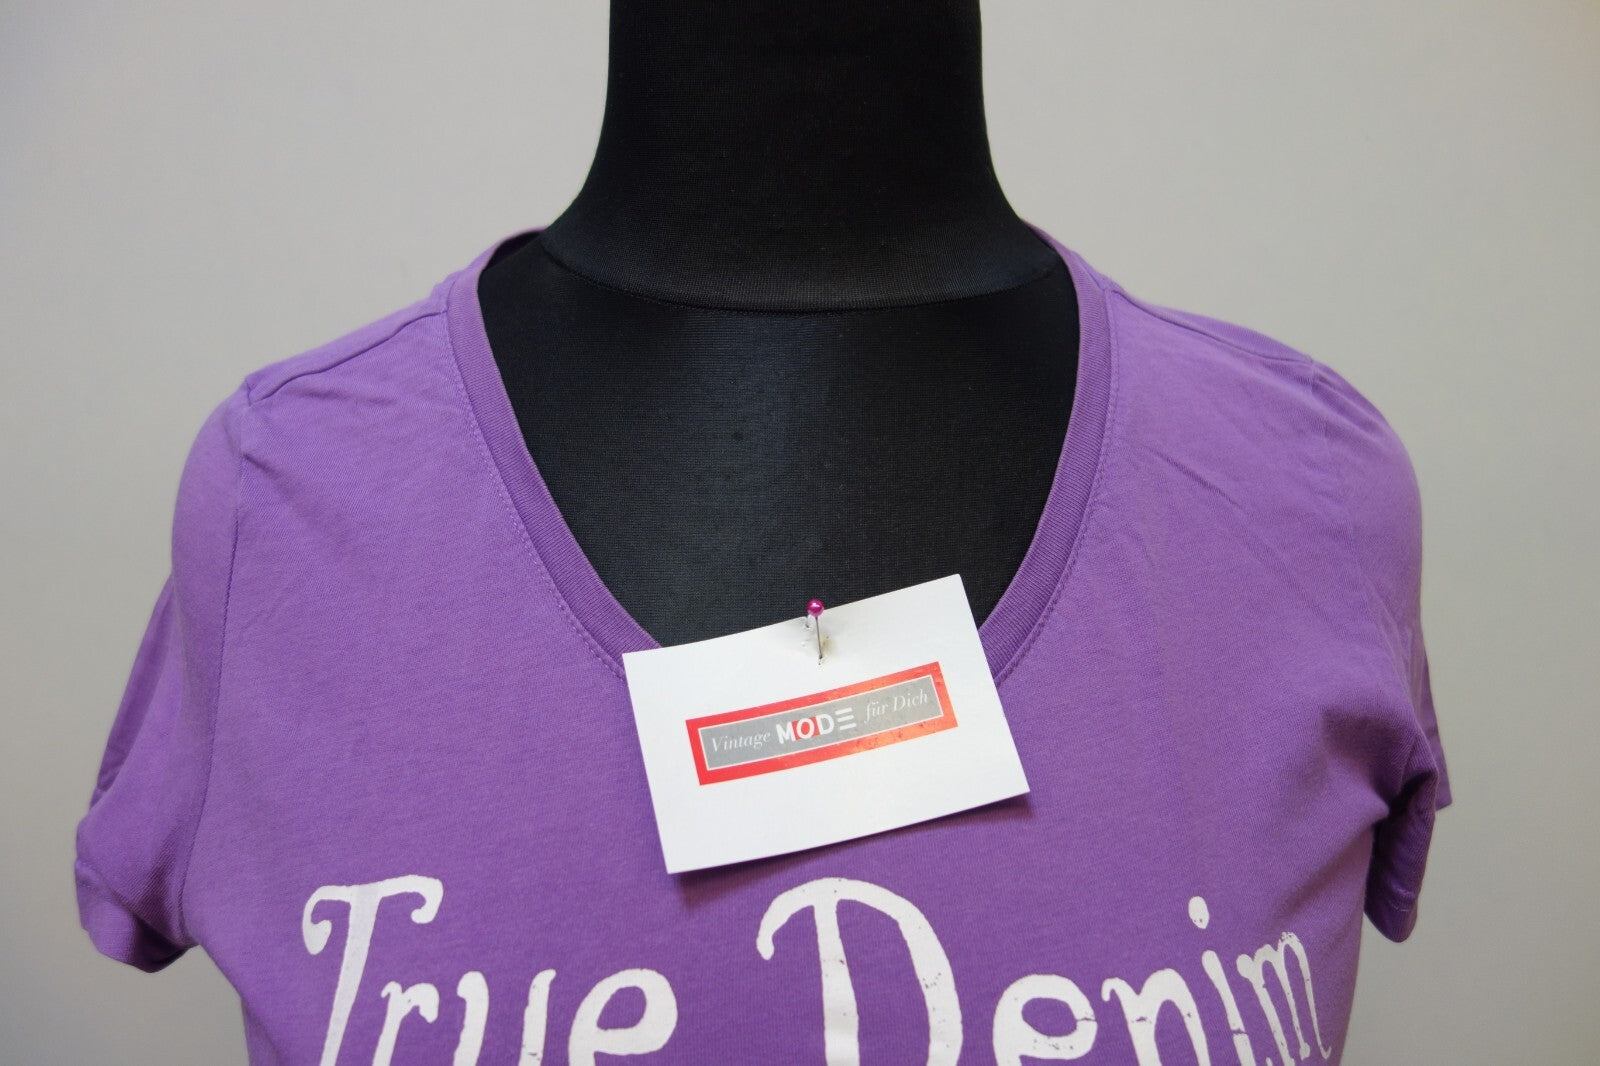 Vintage MODE für Dich
True Denim